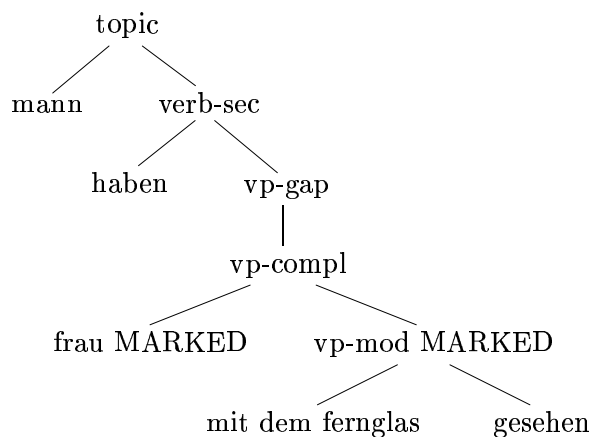 topic
mann verb-sec
haben vp-gap
vp-compl
frau MARKED vp-mod MARKED
mit dem fernglas gesehen